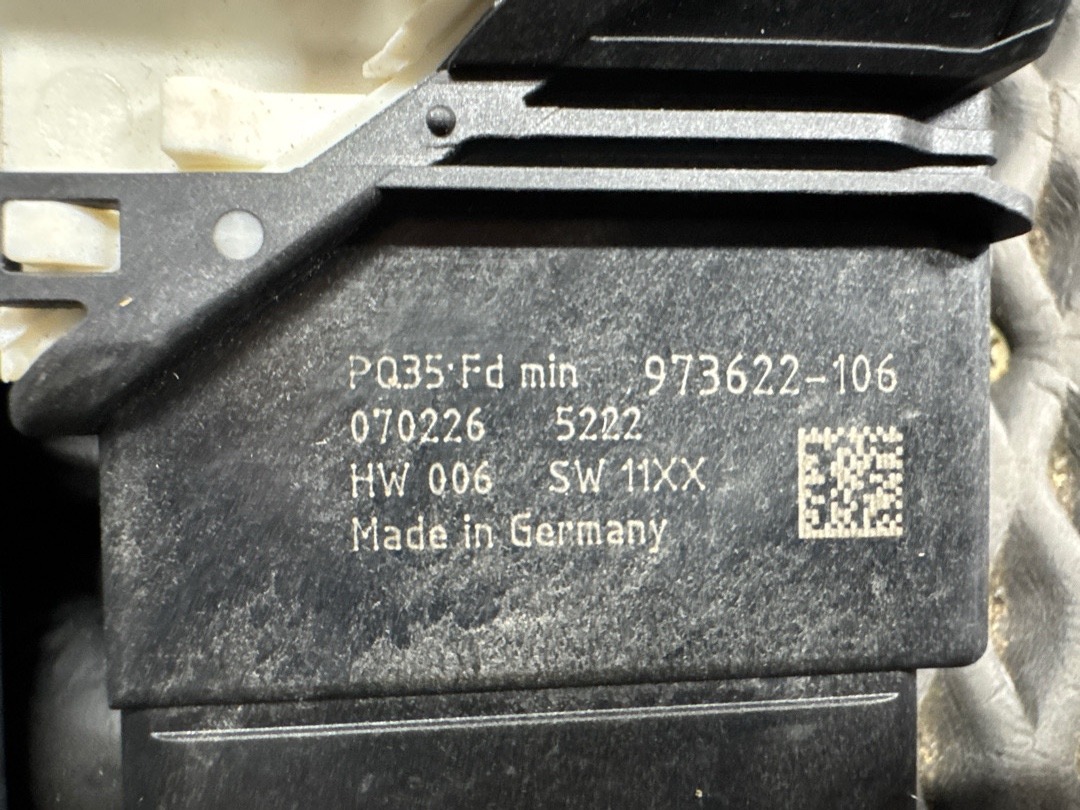 PQ35 Fd min 973622-106
070226 5222
HW 006 SW 11XX
Made in Germany